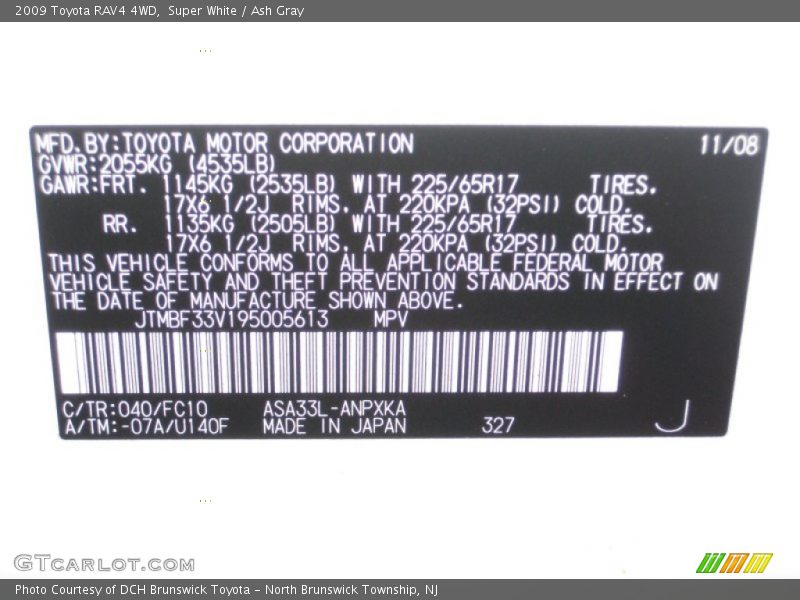 2009 Toyota RAV4 4WD,  Super White / Ash Gray
MFD.BY:TOYOTA MOTOR CORPORATION 11/08
GVWR:2055KG (4535LB)
GAWR:FRT. 1145KG (2535LB) WITH 225/65R17 TIRES.
17X6 1/2J RIMS. AT 220KPA (32PSI) COLD.
RR. 1135KG (2505LB) WITH 225/65R17 TIRES.
17X6 1/2J RIMS. AT 220KPA (32PSI) COLD.
THIS VEHICLE CONFORMS TO ALL APPLICABLE FEDERAL MOTOR
VEHICLE SAFETY AND THEFT PREVENTION STANDARDS IN EFFECT ON
THE DATE OF MANUFACTURE SHOWN ABOVE.
JTMBF33V195005613 MPV
C/TR:040/FC10 ASA33L-ANPXKA
A/TM:-07A/U140F MADE IN JAPAN 327 J
GTcarlot.com
Photo Courtesy of DCH Brunswick Toyota - North Brunswick Township, NJ